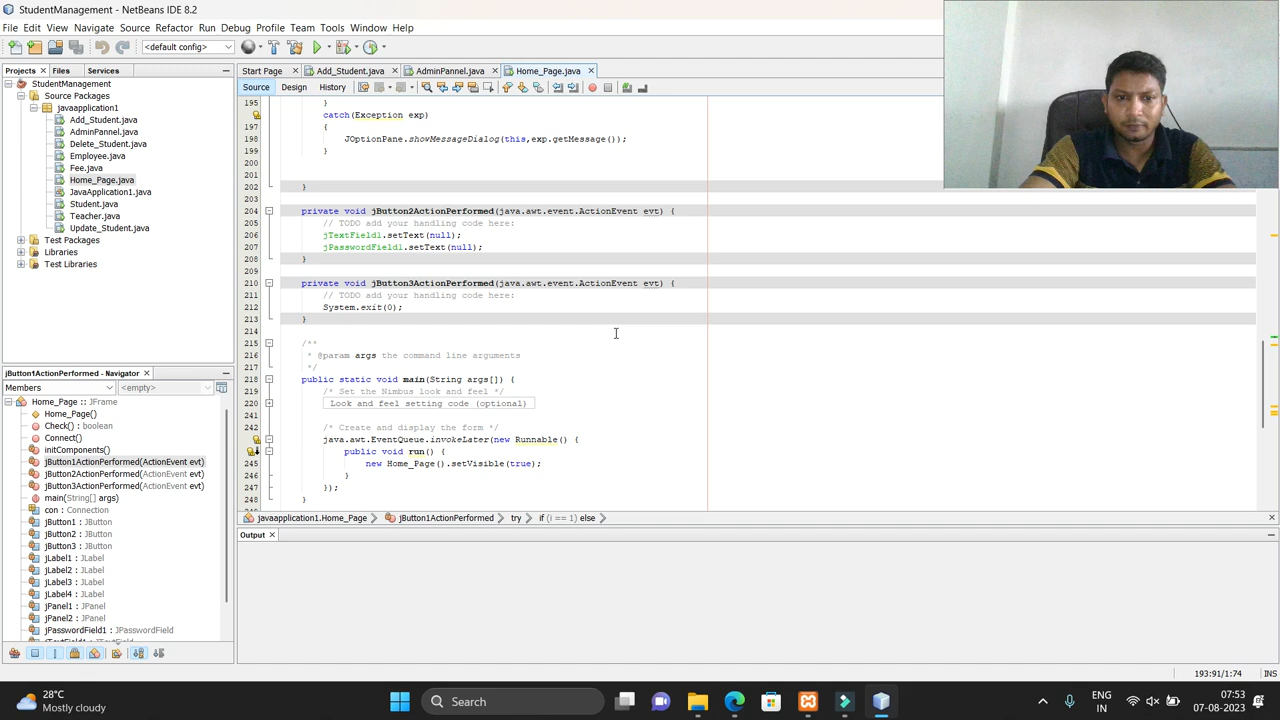 StudentManagement - NetBeans IDE 8.2
File Edit View Navigate Source Refactor Run Debug Profile Team Tools Window Help
<default config>
Projects Files Services
Start Page Add_Student.java AdminPannel.java Home_Page.java
Source Design History
StudentManagement
Source Packages
javaapplication1
Add_Student.java
AdminPannel.java
Delete_Student.java
Employee.java
Fee.java
Home_Page.java
JavaApplication1.java
Student.java
Teacher.java
Update_Student.java
Test Packages
Libraries
Test Libraries
195 }
catch(Exception exp)
197 {
198 JOptionPane.showMessageDialog(this,exp.getMessage());
199 }
200
201
202 }
203
204 private void jButton2ActionPerformed(java.awt.event.ActionEvent evt) {
205 // TODO add your handling code here:
206 jTextField1.setText(null);
207 jPasswordField1.setText(null);
208 }
209
210 private void jButton3ActionPerformed(java.awt.event.ActionEvent evt) {
211 // TODO add your handling code here:
212 System.exit(0);
213 }
214
215 /**
216 * @param args the command line arguments
217 */
218 public static void main(String args[]) {
219 /* Set the Nimbus look and feel */
220 Look and feel setting code (optional)
241
242 /* Create and display the form */
java.awt.EventQueue.invokeLater(new Runnable() {
public void run() {
245 new Home_Page().setVisible(true);
246 }
247 });
248 }
javaapplication1.Home_Page jButton1ActionPerformed try if (i == 1) else
jButton1ActionPerformed - Navigator
Members <empty>
Home_Page :: JFrame
Home_Page()
Check() : boolean
Connect()
initComponents()
jButton1ActionPerformed(ActionEvent evt)
jButton2ActionPerformed(ActionEvent evt)
jButton3ActionPerformed(ActionEvent evt)
main(String[] args)
con : Connection
jButton1 : JButton
jButton2 : JButton
jButton3 : JButton
jLabel1 : JLabel
jLabel2 : JLabel
jLabel3 : JLabel
jLabel4 : JLabel
jPanel1 : JPanel
jPanel2 : JPanel
jPasswordField1 : JPasswordField
Output
193:91/1:74 INS
28°C
Mostly cloudy
Search
ENG
IN
07:53
07-08-2023